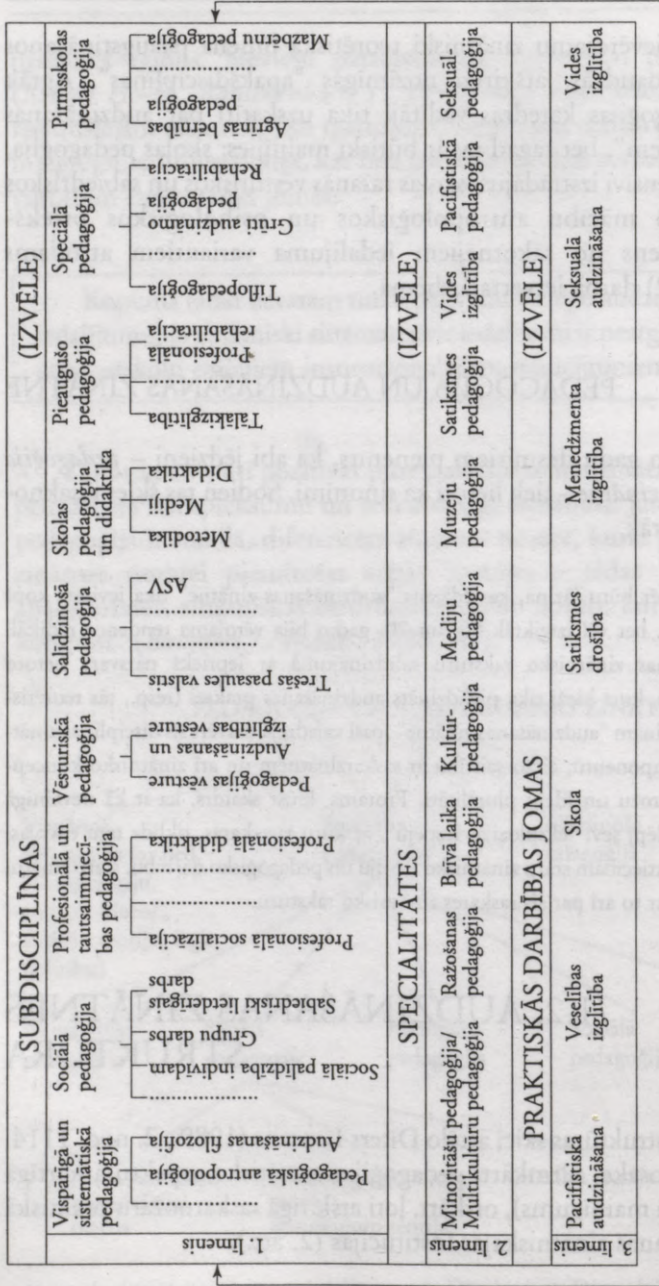 SUBDISCIPLĪNAS (IZVĒLE)
1. līmenis
Vispārīgā un
sistemātiskā
pedagoģija
Pedagoģiskā antropoloģija
Audzināšanas filozofija
Sociālā
pedagoģija
Sociālā palīdzība indivīdam
Grupu darbs
Sabiedriski lietderīgais
darbs
Profesionālā un
tautsaimnieci-
bas pedagoģija
Profesionālā socializācija
Profesionālā didaktika
Vēsturiskā
pedagoģija
Pedagoģijas vēsture
Audzināšanas un
izglītības vēsture
Salīdzinošā
pedagoģija
Trešās pasaules valstis
ASV
Skolas
pedagoģija
un didaktika
Metodika
Mediji
Didaktika
Pieaugušo
pedagoģija
Tālākizglītība
Profesionālā
rehabilitācija
Speciālā
pedagoģija
Tiflopedagoģija
Grūti audzināmo
pedagoģija
Rehabilitācija
Pirmsskolas
pedagoģija
Agrīnās bērnības
pedagoģija
Mazbērnu pedagoģija
SPECIALITĀTES (IZVĒLE)
2. līmenis
Minoritāšu pedagoģija/
Multikultūru pedagoģija
Ražošanas
pedagoģija
Brīvā laika
pedagoģija
Kultūr-
pedagoģija
Mediju
pedagoģija
Muzeju
pedagoģija
Satiksmes
pedagoģija
Vides
izglītība
Pacifistiskā
pedagoģija
Seksuālā
pedagoģija
PRAKTISKĀS DARBĪBAS JOMAS (IZVĒLE)
3. līmenis
Pacifistiskā
audzināšana
Veselības
izglītība
Skola
Satiksmes
drošība
Menedžmentu
izglītība
Seksuālā
audzināšana
Vides
izglītība